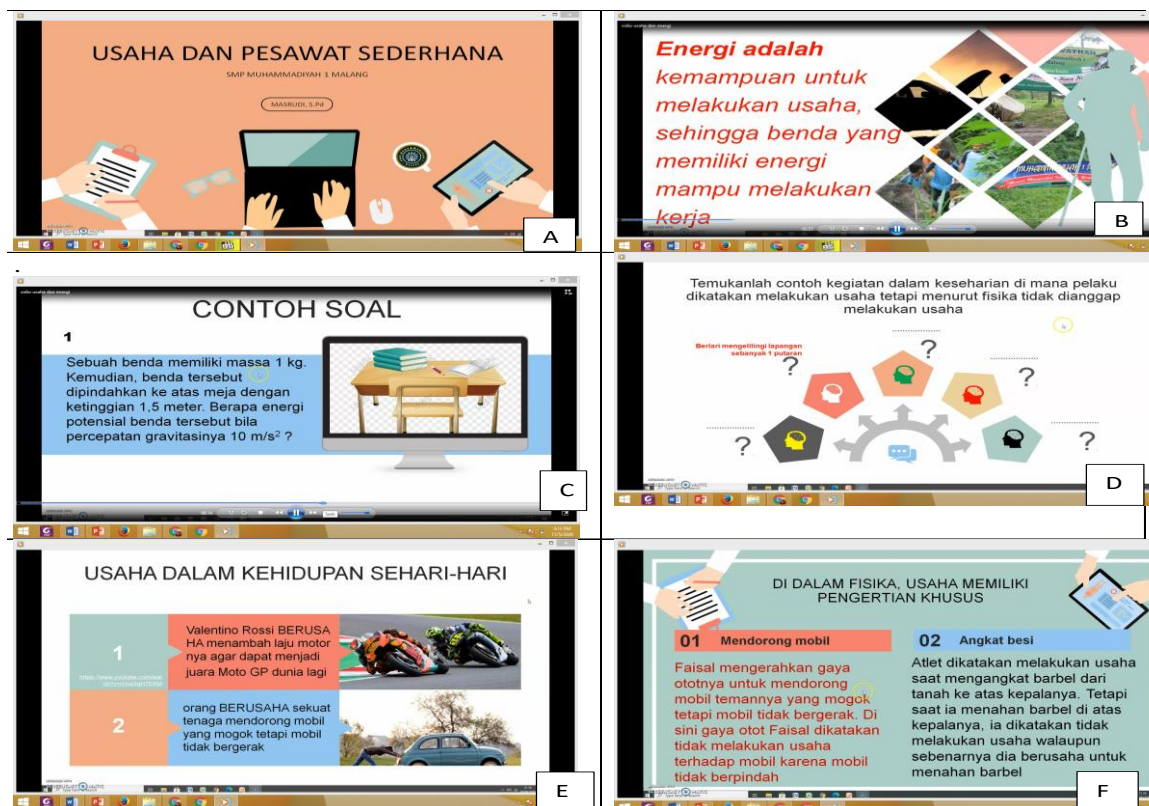 USAHA DAN PESAWAT SEDERHANA
SMP MUHAMMADIYAH 1 MALANG
MASRUDI, S.Pd
A
Energi adalah
kemampuan untuk
melakukan usaha,
sehingga benda yang
memiliki energi
mampu melakukan
kerja
B
video usaha dan energi
CONTOH SOAL
1
Sebuah benda memiliki massa 1 kg.
Kemudian, benda tersebut
dipindahkan ke atas meja dengan
ketinggian 1,5 meter. Berapa energi
potensial benda tersebut bila
percepatan gravitasinya 10 m/s² ?
C
Temukanlah contoh kegiatan dalam keseharian di mana pelaku
dikatakan melakukan usaha tetapi menurut fisika tidak dianggap
melakukan usaha
Berlari mengelilingi lapangan
sebanyak 1 putaran
?
?
?
?
?
D
USAHA DALAM KEHIDUPAN SEHARI-HARI
1
Valentino Rossi BERUSA
HA menambah laju motor
nya agar dapat menjadi
juara Moto GP dunia lagi
2
orang BERUSAHA sekuat
tenaga mendorong mobil
yang mogok tetapi mobil
tidak bergerak
E
DI DALAM FISIKA, USAHA MEMILIKI
PENGERTIAN KHUSUS
01 Mendorong mobil
Faisal mengerahkan gaya
ototnya untuk mendorong
mobil temannya yang mogok
tetapi mobil tidak bergerak. Di
sini gaya otot Faisal dikatakan
tidak melakukan usaha
terhadap mobil karena mobil
tidak berpindah
02 Angkat besi
Atlet dikatakan melakukan usaha
saat mengangkat barbel dari
tanah ke atas kepalanya. Tetapi
saat ia menahan barbel di atas
kepalanya, ia dikatakan tidak
melakukan usaha walaupun
sebenarnya dia berusaha untuk
menahan barbel
F